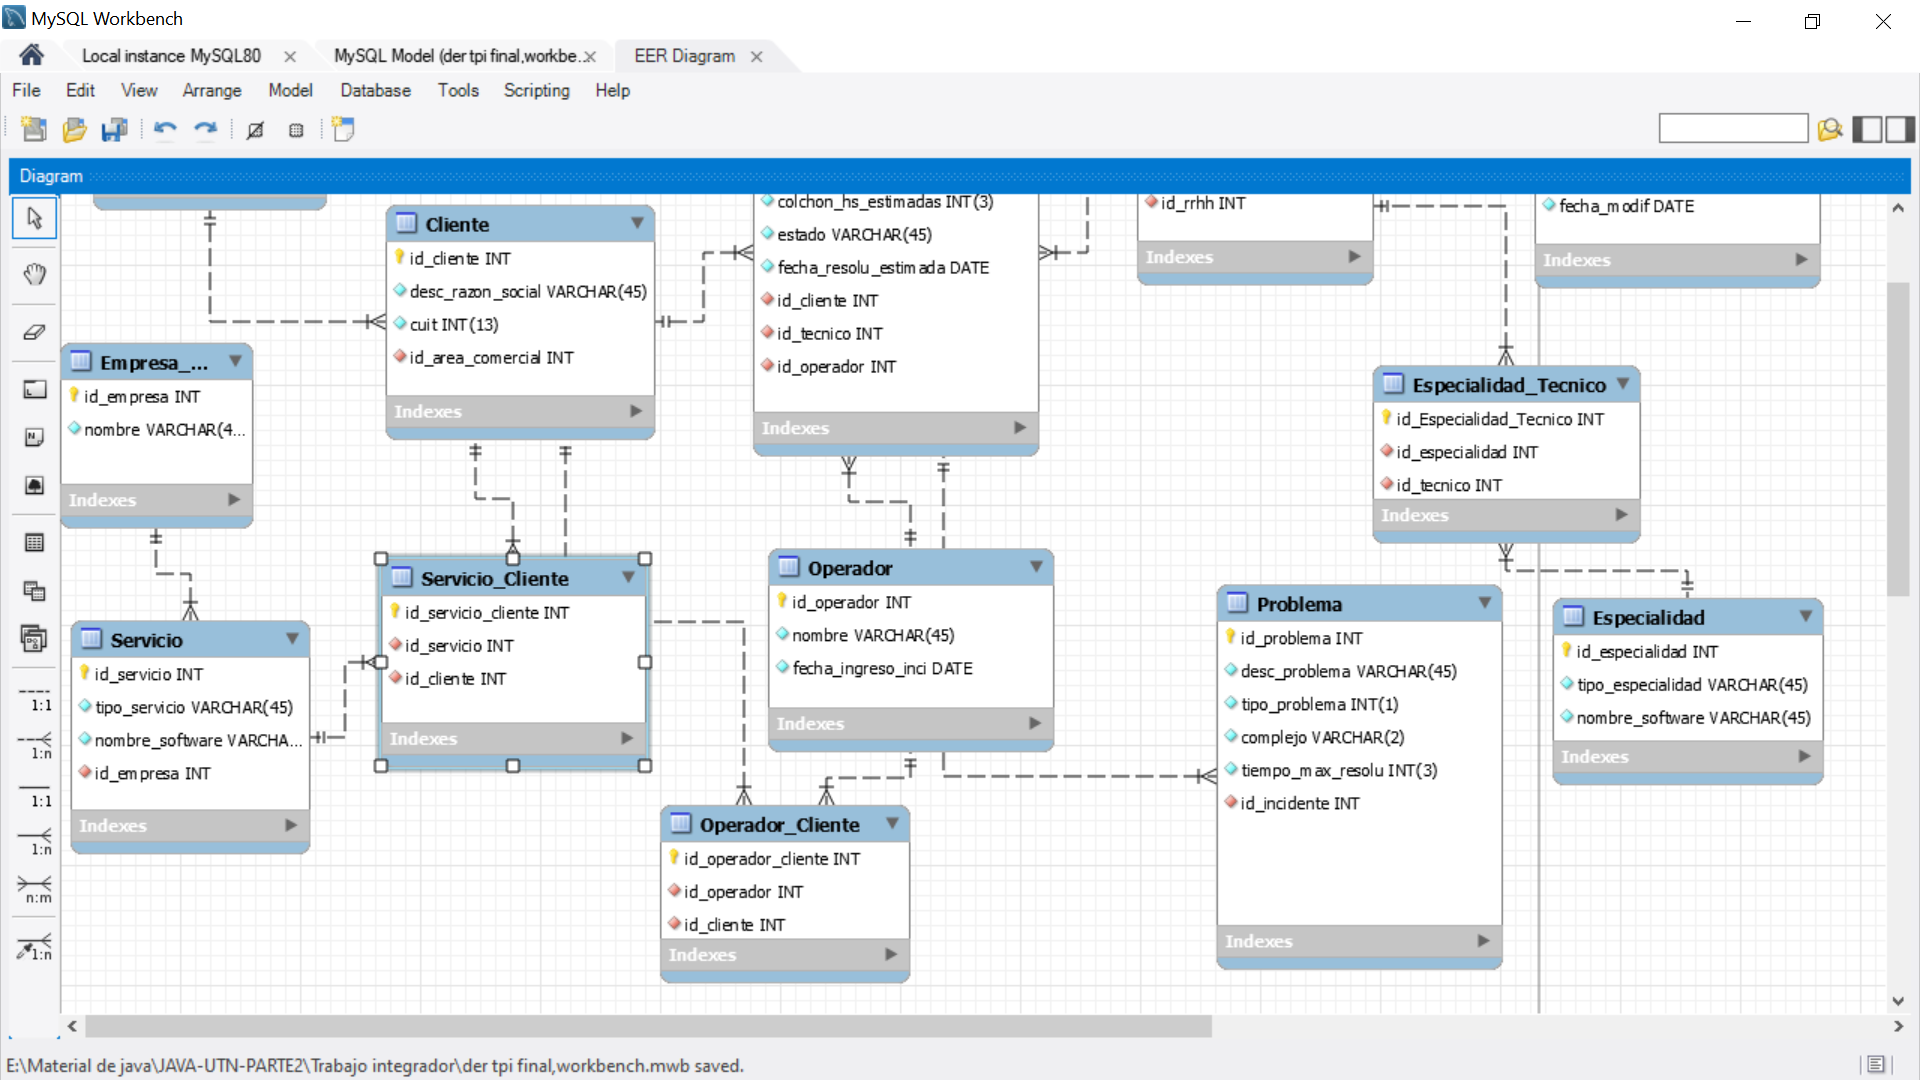 MySQL Workbench
Local instance MySQL80
MySQL Model (der tpi final,workbe...
EER Diagram
File Edit View Arrange Model Database Tools Scripting Help
Diagram
1:1
1:n
1:1
1:n
n:m
1:n
Cliente
id_cliente INT
desc_razon_social VARCHAR(45)
cuit INT(13)
id_area_comercial INT
Indexes
colchon_hs_estimadas INT(3)
estado VARCHAR(45)
fecha_resolu_estimada DATE
id_cliente INT
id_tecnico INT
id_operador INT
Indexes
id_rrhh INT
Indexes
fecha_modif DATE
Indexes
Empresa_...
id_empresa INT
nombre VARCHAR(4...
Indexes
Especialidad_Tecnico
id_Especialidad_Tecnico INT
id_especialidad INT
id_tecnico INT
Indexes
Servicio
id_servicio INT
tipo_servicio VARCHAR(45)
nombre_software VARCHA...
id_empresa INT
Indexes
Servicio_Cliente
id_servicio_cliente INT
id_servicio INT
id_cliente INT
Indexes
Operador
id_operador INT
nombre VARCHAR(45)
fecha_ingreso_inci DATE
Indexes
Problema
id_problema INT
desc_problema VARCHAR(45)
tipo_problema INT(1)
complejo VARCHAR(2)
tiempo_max_resolu INT(3)
id_incidente INT
Indexes
Especialidad
id_especialidad INT
tipo_especialidad VARCHAR(45)
nombre_software VARCHAR(45)
Indexes
Operador_Cliente
id_operador_cliente INT
id_operador INT
id_cliente INT
Indexes
E:\Material de java\JAVA-UTN-PARTE2\Trabajo integrador\der tpi final,workbench.mwb saved.